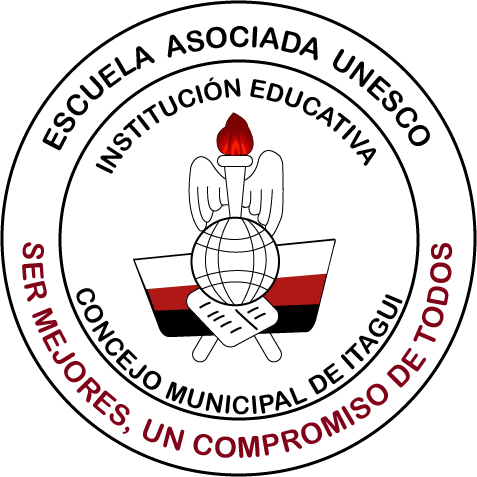 ESCUELA ASOCIADA UNESCO
INSTITUCIÓN EDUCATIVA
CONCEJO MUNICIPAL DE ITAGUI
SER MEJORES, UN COMPROMISO DE TODOS